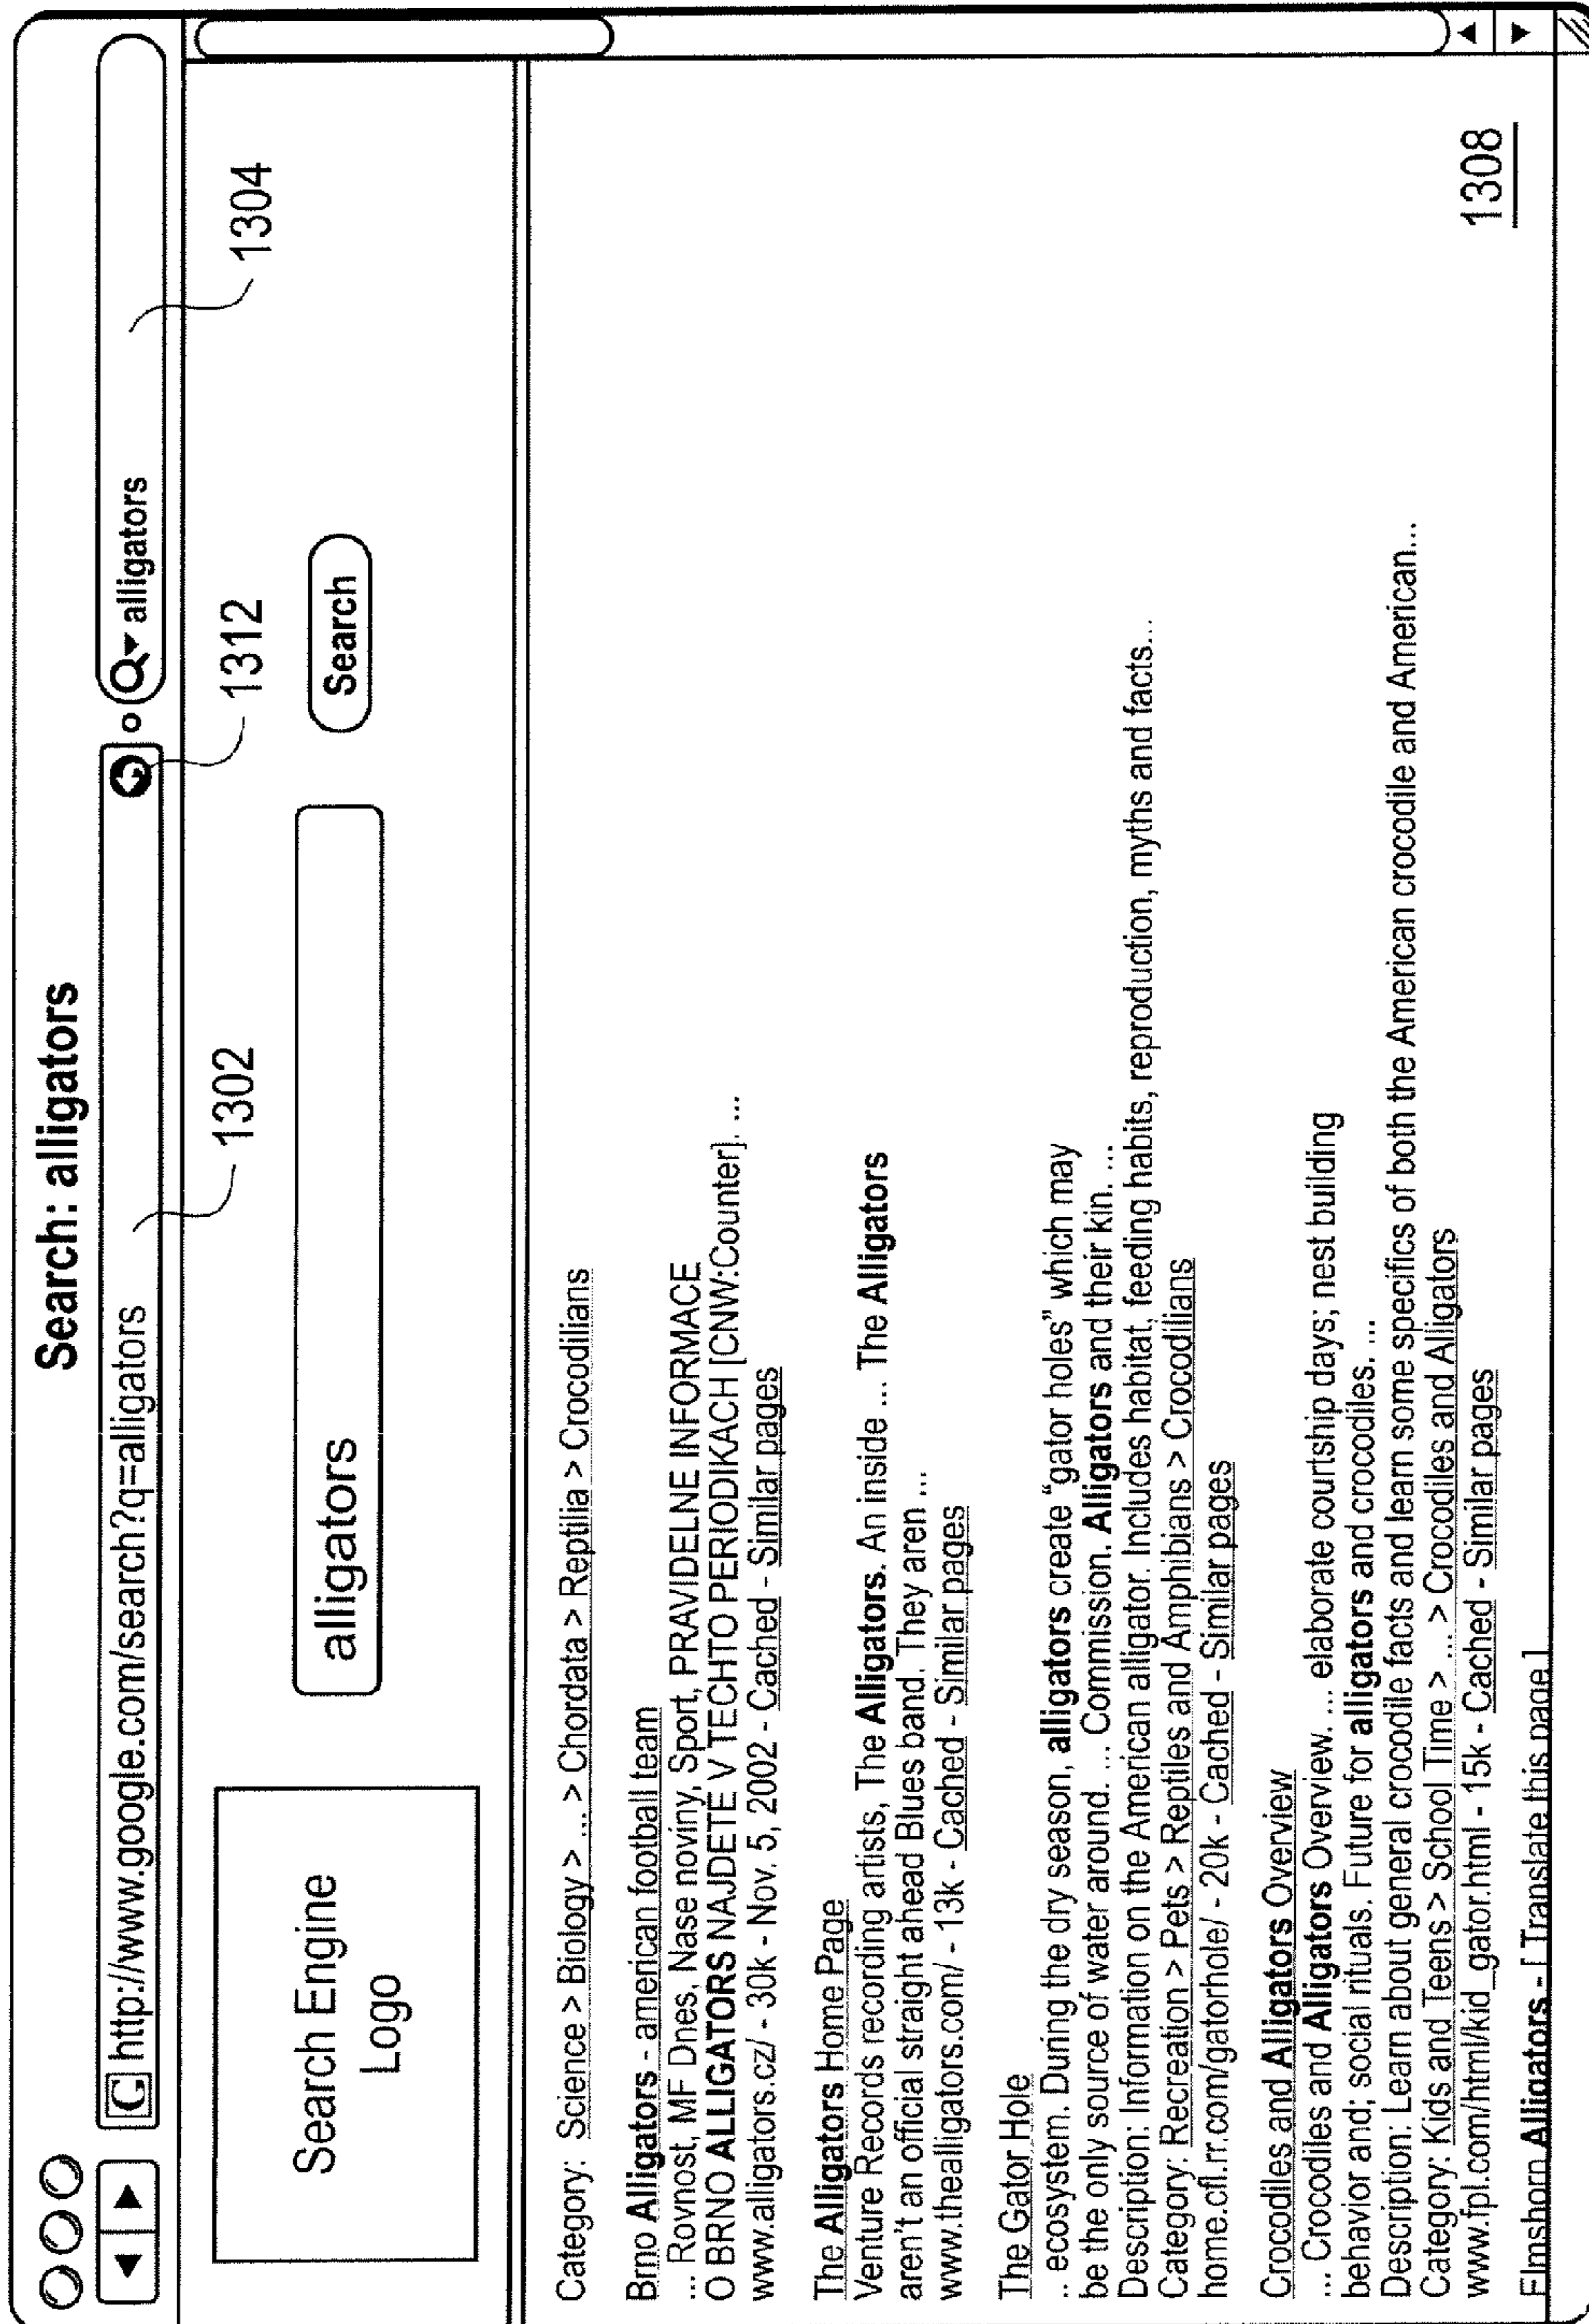 Search: alligators
G http://www.google.com/search?q=alligators
alligators
1302
1312
1304
Search Engine
Logo
alligators
Search
Category: Science > Biology > ... > Chordata > Reptilia > Crocodilians
Brno Alligators - american football team
... Rovnost, MF Dnes, Nase noviny, Sport, PRAVIDELNE INFORMACE
O BRNO ALLIGATORS NAJDETE V TECHTO PERIODIKACH [CNW:Counter]. ...
www.alligators.cz/ - 30k - Nov. 5, 2002 - Cached - Similar pages
The Alligators Home Page
Venture Records recording artists, The Alligators. An inside ... The Alligators
aren't an official straight ahead Blues band. They aren ...
www.thealligators.com/ - 13k - Cached - Similar pages
The Gator Hole
.. ecosystem. During the dry season, alligators create "gator holes" which may
be the only source of water around. ... Commission. Alligators and their kin. ...
Description: Information on the American alligator. Includes habitat, feeding habits, reproduction, myths and facts...
Category: Recreation > Pets > Reptiles and Amphibians > Crocodilians
home.cfl.rr.com/gatorhole/ - 20k - Cached - Similar pages
Crocodiles and Alligators Overview
... Crocodiles and Alligators Overview. ... elaborate courtship days; nest building
behavior and; social rituals. Future for alligators and crocodiles. ...
Description: Learn about general crocodile facts and learn some specifics of both the American crocodile and American...
Category: Kids and Teens > School Time > ... > Crocodiles and Alligators
www.fpl.com/html/kid_gator.html - 15k - Cached - Similar pages
Elmshorn Alligators - [ Translate this page ]
1308